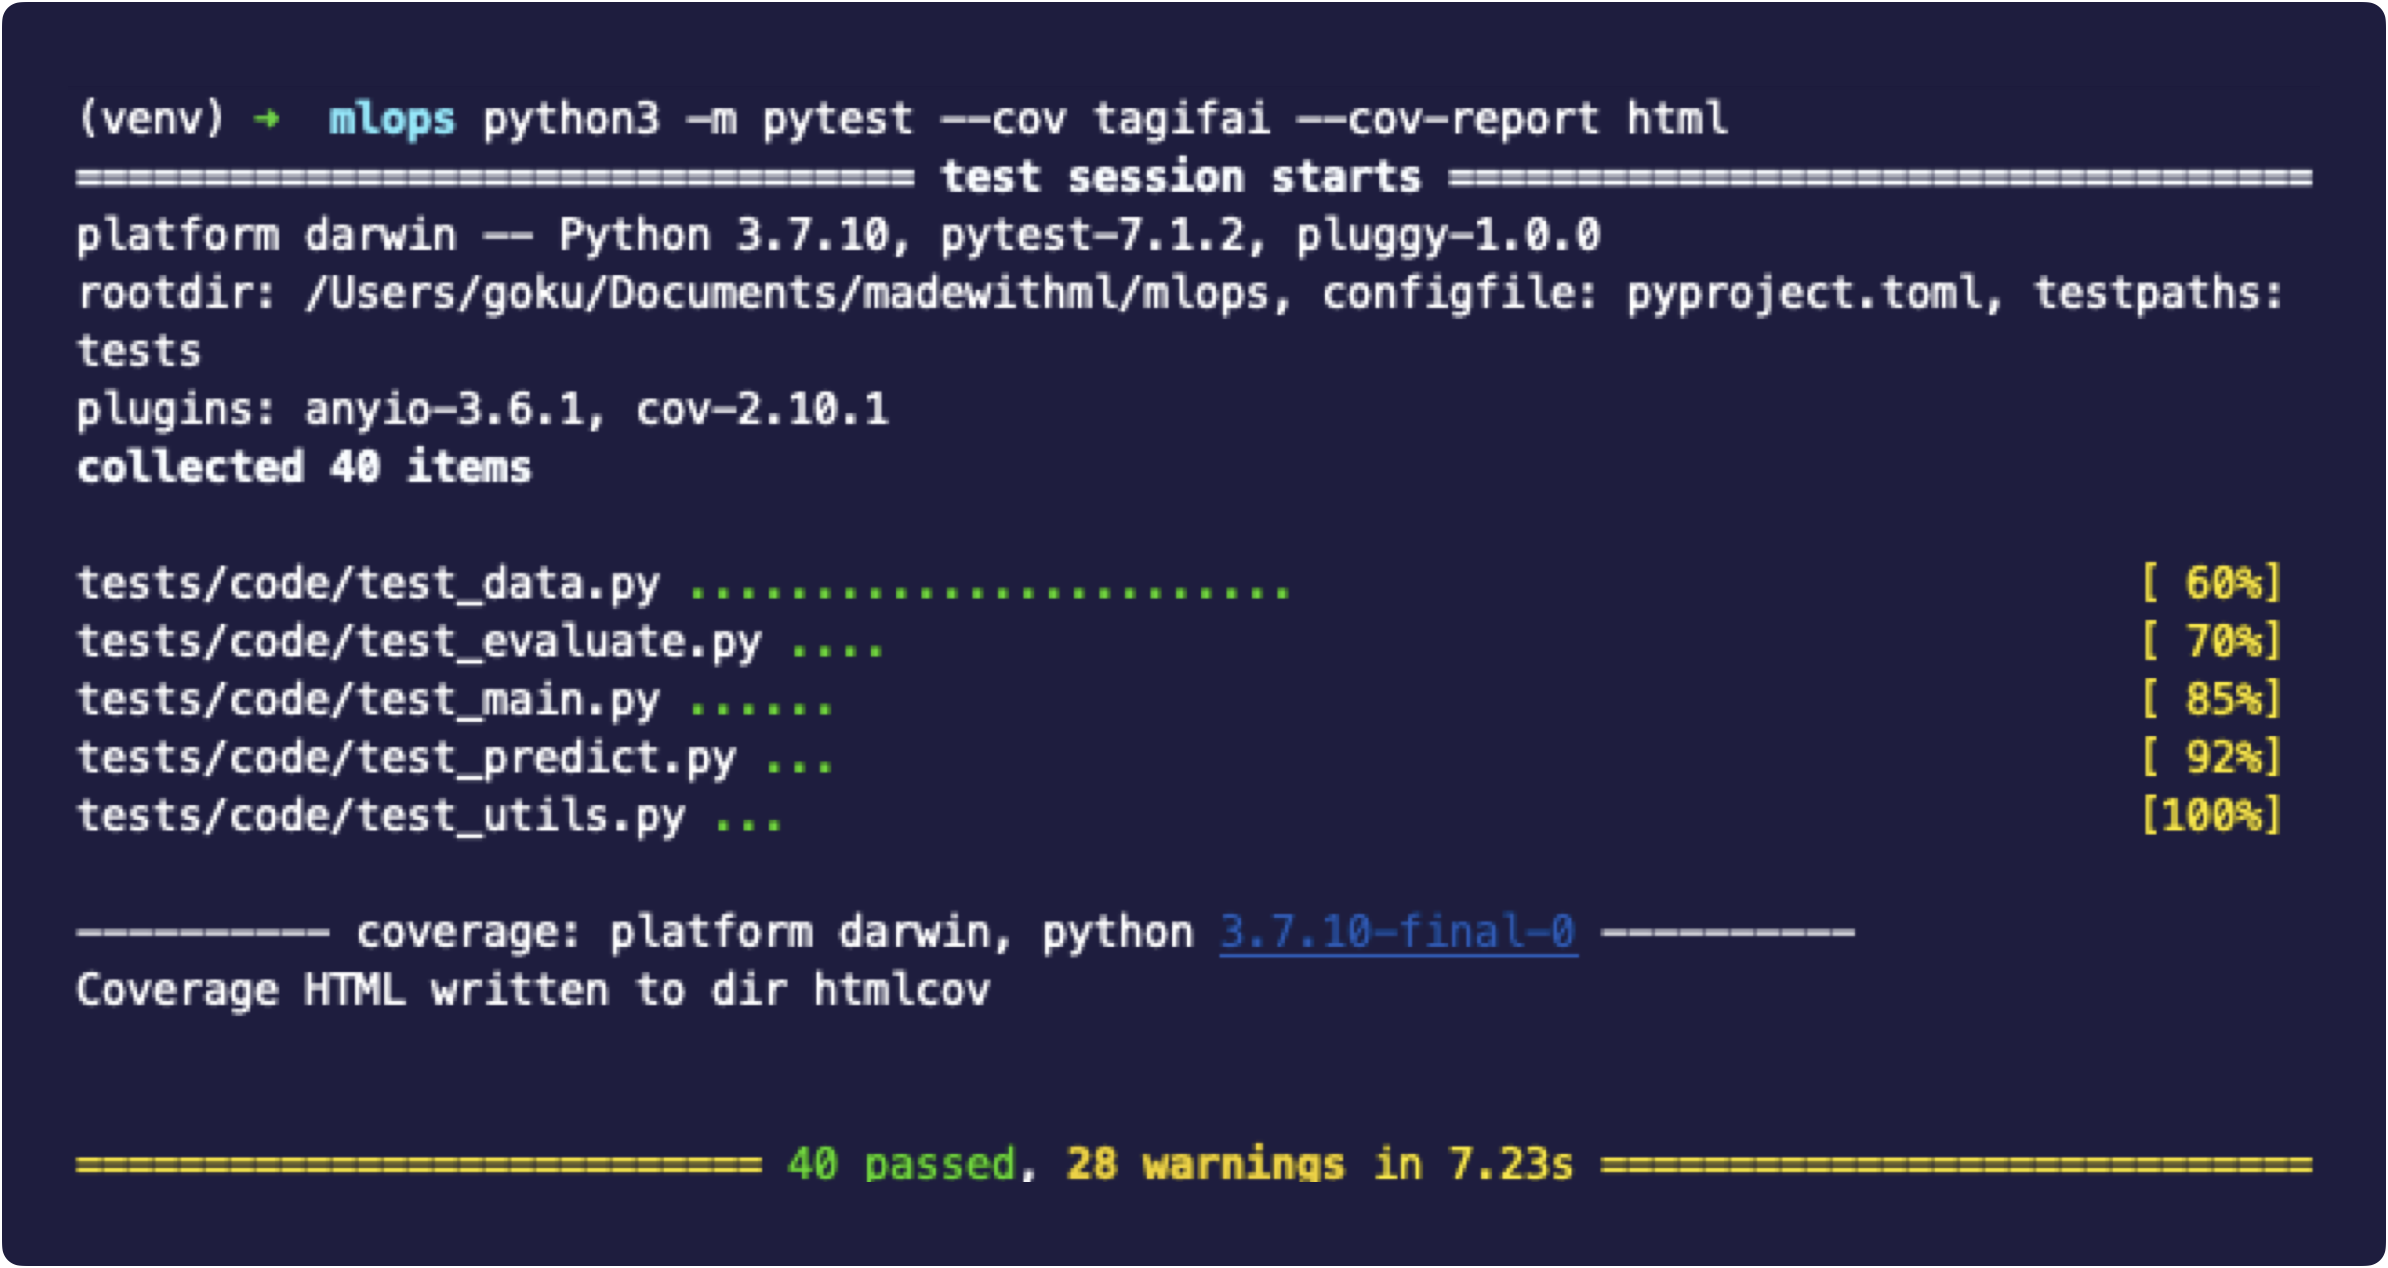 (venv) ➜  mlops python3 -m pytest --cov tagifai --cov-report html
================================= test session starts ==================================
platform darwin -- Python 3.7.10, pytest-7.1.2, pluggy-1.0.0
rootdir: /Users/goku/Documents/madewithml/mlops, configfile: pyproject.toml, testpaths:
tests
plugins: anyio-3.6.1, cov-2.10.1
collected 40 items
tests/code/test_data.py ........................ [ 60%]
tests/code/test_evaluate.py .... [ 70%]
tests/code/test_main.py ...... [ 85%]
tests/code/test_predict.py ... [ 92%]
tests/code/test_utils.py ... [100%]
---------- coverage: platform darwin, python 3.7.10-final-0 ----------
Coverage HTML written to dir htmlcov
=========================== 40 passed, 28 warnings in 7.23s ============================